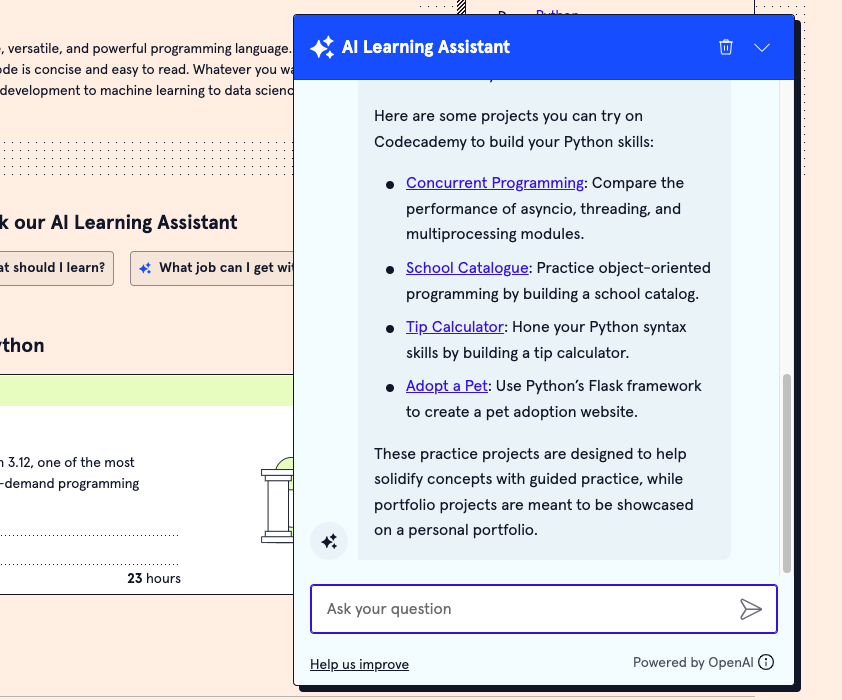 Python
, versatile, and powerful programming language.
ode is concise and easy to read. Whatever you wa
development to machine learning to data scienc
k our AI Learning Assistant
at should I learn?
What job can I get wit
ython
n 3.12, one of the most
-demand programming
23 hours
AI Learning Assistant
Here are some projects you can try on
Codecademy to build your Python skills:
Concurrent Programming: Compare the
performance of asyncio, threading, and
multiprocessing modules.
School Catalogue: Practice object-oriented
programming by building a school catalog.
Tip Calculator: Hone your Python syntax
skills by building a tip calculator.
Adopt a Pet: Use Python's Flask framework
to create a pet adoption website.
These practice projects are designed to help
solidify concepts with guided practice, while
portfolio projects are meant to be showcased
on a personal portfolio.
Ask your question
Help us improve
Powered by OpenAI